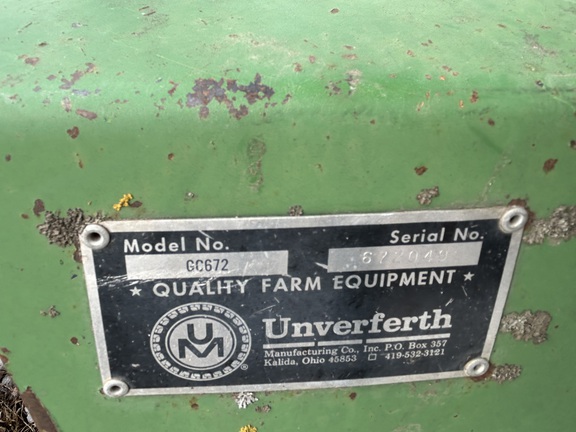 Model No. Serial No.
GC672
★ QUALITY FARM EQUIPMENT ★
UM ®
Unverferth
Manufacturing Co., Inc. P.O. Box 357
Kalida, Ohio 45853 □ 419-532-3121